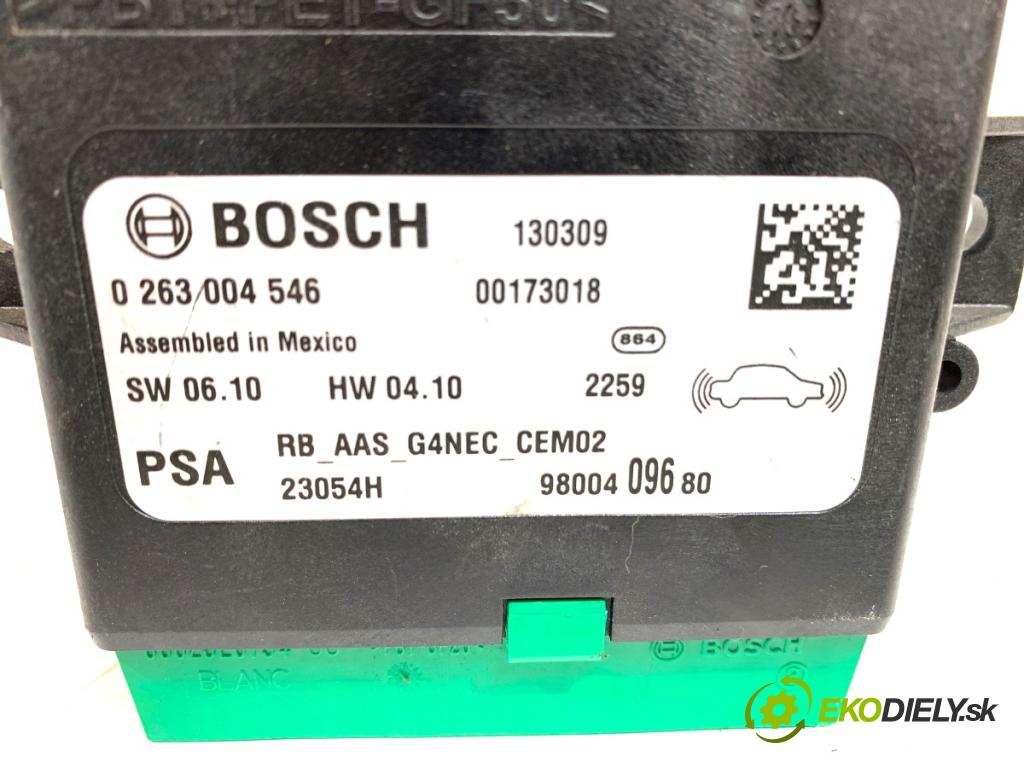 BOSCH 130309
0 263 004 546 00173018
Assembled in Mexico 864
SW 06.10 HW 04.10 2259
PSA RB_AAS_G4NEC_CEM02
23054H 98004 096 80
BOSCH
BLANC
EKODIELY.sk